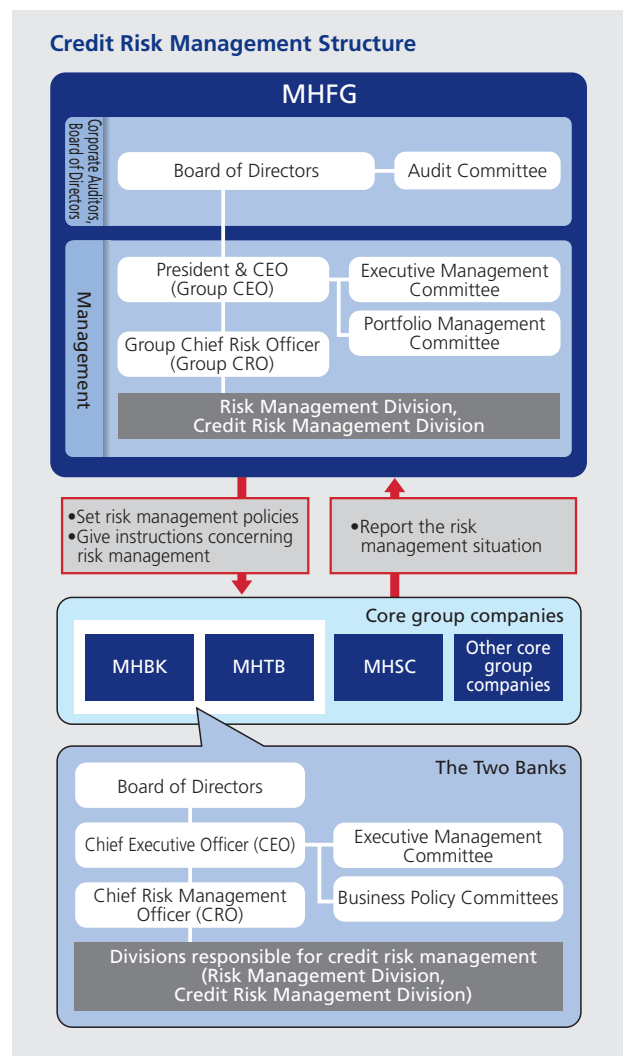 Credit Risk Management Structure
MHFG
Corporate Auditors,
Board of Directors
Board of Directors
Audit Committee
Management
President & CEO
(Group CEO)
Executive Management
Committee
Portfolio Management
Committee
Group Chief Risk Officer
(Group CRO)
Risk Management Division,
Credit Risk Management Division
•Set risk management policies
•Give instructions concerning
risk management
•Report the risk
management situation
Core group companies
MHBK
MHTB
MHSC
Other core
group
companies
The Two Banks
Board of Directors
Chief Executive Officer (CEO)
Executive Management
Committee
Business Policy Committees
Chief Risk Management
Officer (CRO)
Divisions responsible for credit risk management
(Risk Management Division,
Credit Risk Management Division)